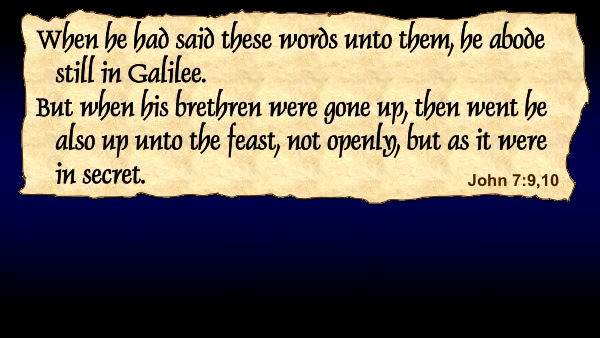 When he had said these words unto them, he abode
still in Galilee.
But when his brethren were gone up, then went he
also up unto the feast, not openly, but as it were
in secret.
John 7:9,10